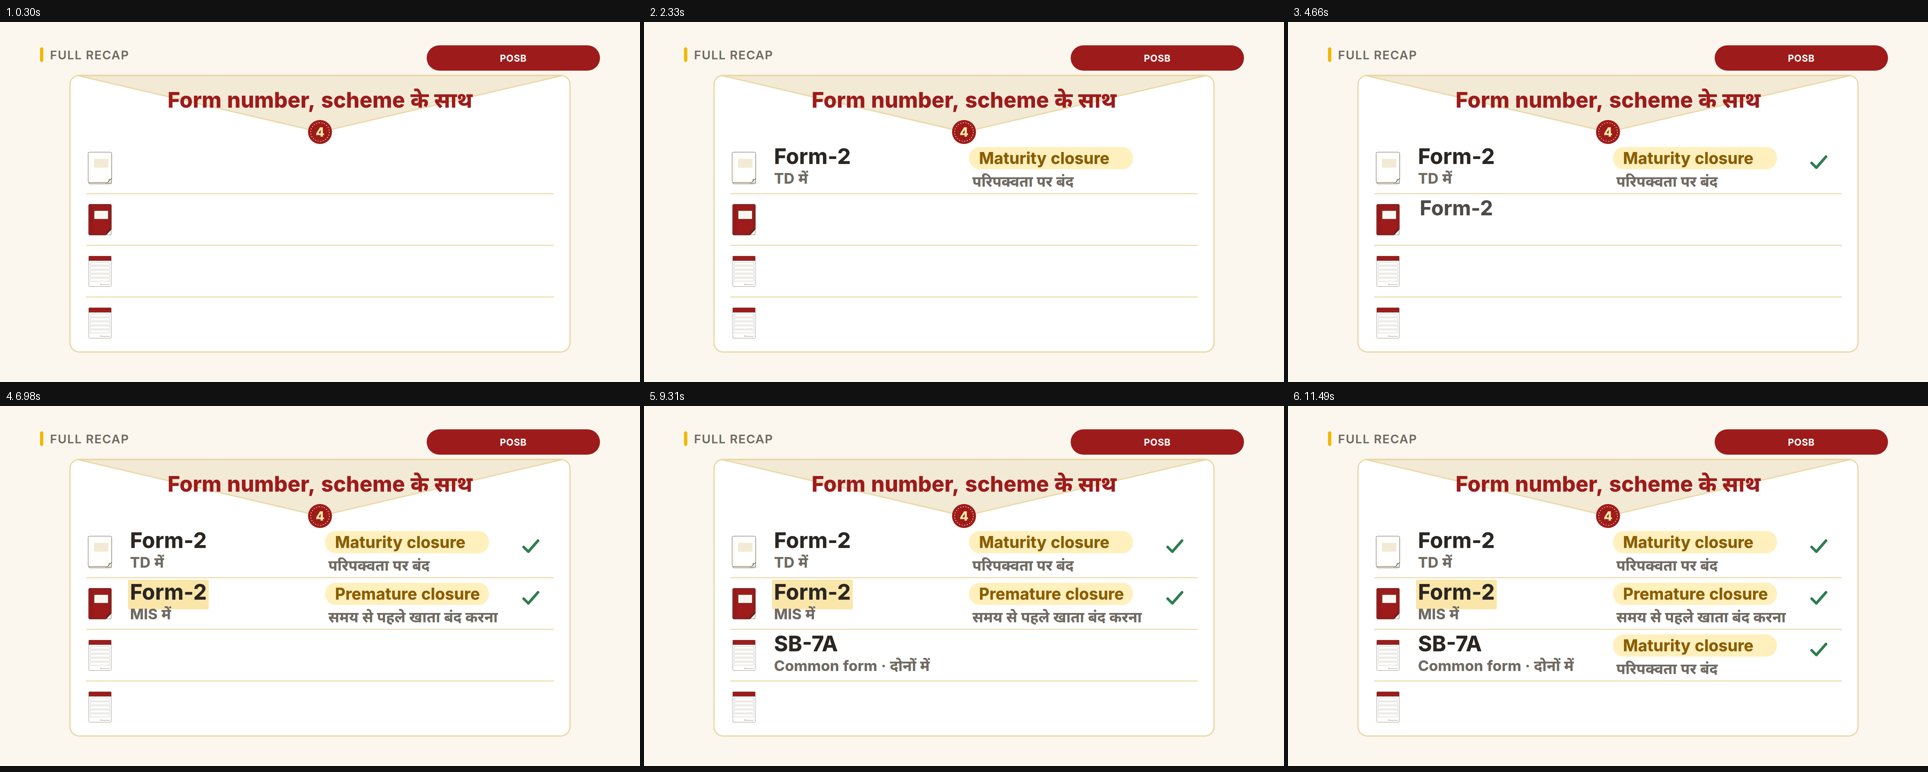 1. 0.30s
FULL RECAP
POSB
Form number, scheme के साथ
4
2. 2.33s
FULL RECAP
POSB
Form number, scheme के साथ
4
Form-2
Maturity closure
TD में
परिपक्वता पर बंद
3. 4.66s
FULL RECAP
POSB
Form number, scheme के साथ
4
Form-2
Maturity closure
TD में
परिपक्वता पर बंद
Form-2
4. 6.98s
FULL RECAP
POSB
Form number, scheme के साथ
4
Form-2
Maturity closure
TD में
परिपक्वता पर बंद
Form-2
Premature closure
MIS में
समय से पहले खाता बंद करना
5. 9.31s
FULL RECAP
POSB
Form number, scheme के साथ
4
Form-2
Maturity closure
TD में
परिपक्वता पर बंद
Form-2
Premature closure
MIS में
समय से पहले खाता बंद करना
SB-7A
Common form · दोनों में
6. 11.49s
FULL RECAP
POSB
Form number, scheme के साथ
4
Form-2
Maturity closure
TD में
परिपक्वता पर बंद
Form-2
Premature closure
MIS में
समय से पहले खाता बंद करना
SB-7A
Maturity closure
Common form · दोनों में
परिपक्वता पर बंद